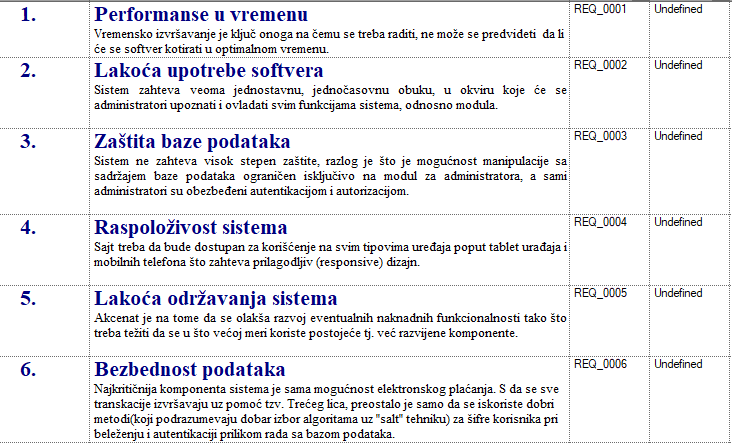 1. Performanse u vremenu REQ_0001 Undefined
Vremensko izvršavanje je ključ onoga na čemu se treba raditi, ne može se predvideti da li
će se softver kotirati u optimalnom vremenu.
2. Lakoća upotrebe softvera REQ_0002 Undefined
Sistem zahteva veoma jednostavnu, jednočasovnu obuku, u okviru koje će se
administratori upoznati i ovladati svim funkcijama sistema, odnosno modula.
3. Zaštita baze podataka REQ_0003 Undefined
Sistem ne zahteva visok stepen zaštite, razlog je što je mogućnost manipulacije sa
sadržajem baze podataka ograničen isključivo na modul za administratora, a sami
administratori su obezbeđeni autentikacijom i autorizacijom.
4. Raspoloživost sistema REQ_0004 Undefined
Sajt treba da bude dostupan za korišćenje na svim tipovima uređaja poput tablet urađaja i
mobilnih telefona što zahteva prilagodljiv (responsive) dizajn.
5. Lakoća održavanja sistema REQ_0005 Undefined
Akcenat je na tome da se olakša razvoj eventualnih naknadnih funkcionalnosti tako što
treba težiti da se u što većoj meri koriste postojeće tj. već razvijene komponente.
6. Bezbednost podataka REQ_0006 Undefined
Najkritičnija komponenta sistema je sama mogućnost elektronskog plaćanja. S da se sve
transkacije izvršavaju uz pomoć tzv. Trećeg lica, preostalo je samo da se iskoriste dobri
metodi(koji podrazumevaju dobar izbor algoritama uz "salt" tehniku) za šifre korisnika pri
beleženju i autentikaciji prilikom rada sa bazom podataka.